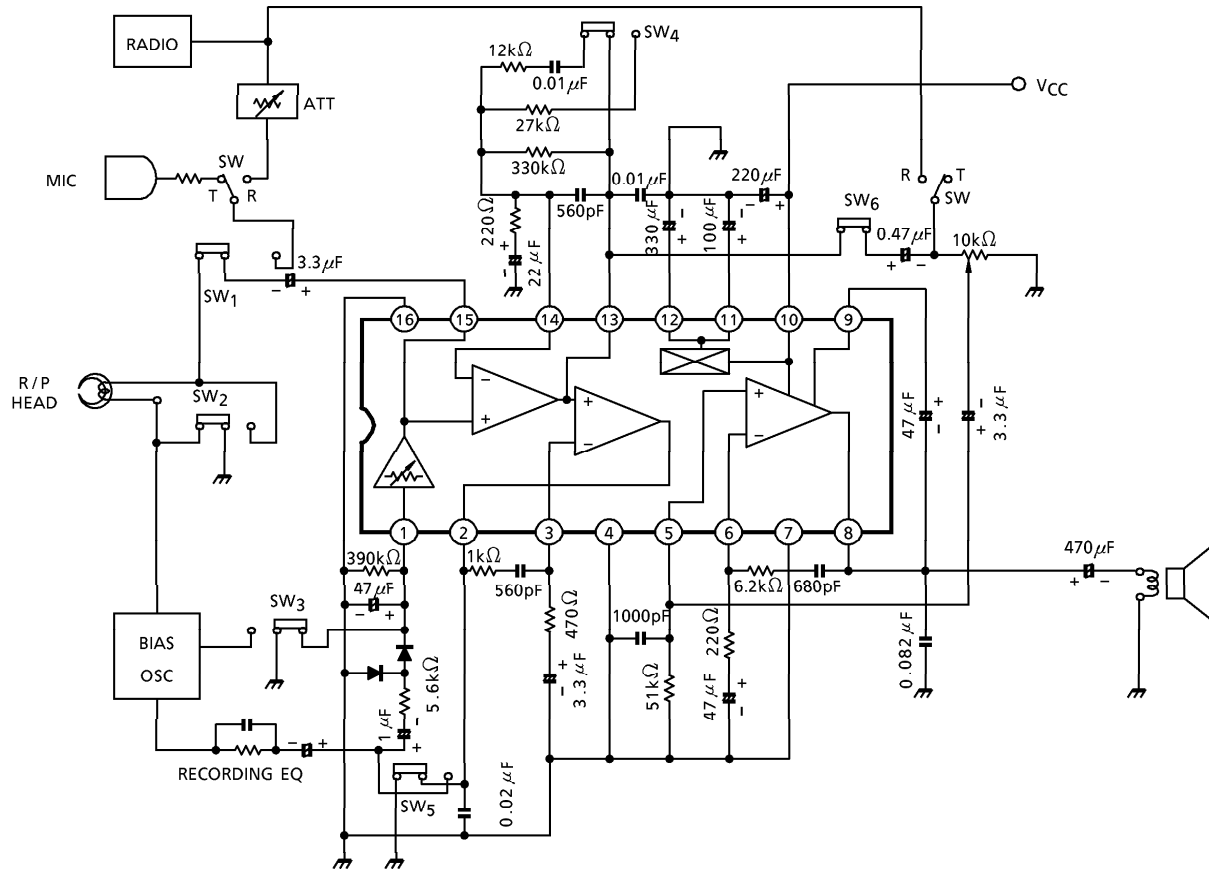 RADIO
ATT
MIC
SW
T
R
3.3μF
SW1
R/P
HEAD
SW2
12kΩ
0.01μF
SW4
27kΩ
330kΩ
560pF
220Ω
22μF
+
-
0.01μF
330μF
-
+
100μF
-
+
220μF
-
+
VCC
R
T
SW
SW6
0.47μF
+
-
10kΩ
-
+
16
15
14
13
12
11
10
9
-
+
+
-
+
-
47μF
+
-
3.3μF
-
+
1
2
3
4
5
6
7
8
390kΩ
47μF
-
+
1kΩ
560pF
470Ω
3.3μF
+
-
1000pF
51kΩ
6.2kΩ
680pF
220Ω
47μF
+
-
470μF
+
-
0.082μF
SW3
BIAS
OSC
5.6kΩ
1μF
-
+
-
+
RECORDING EQ
SW5
0.02μF